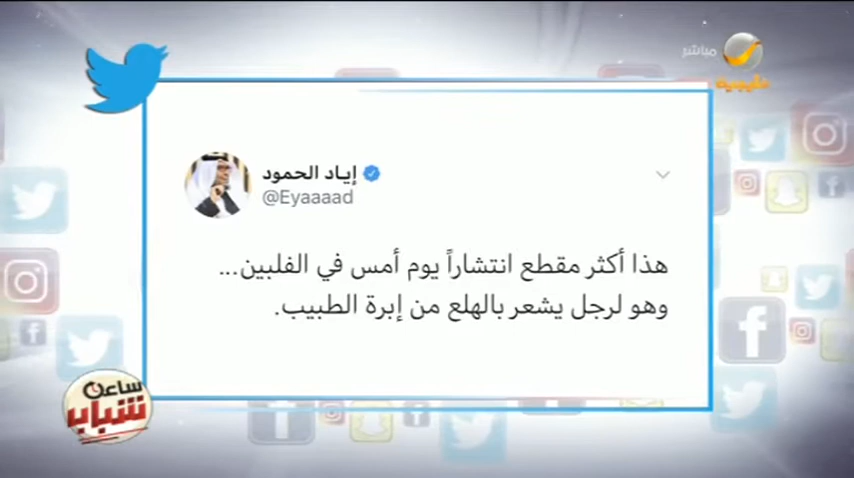 مباشر
خليجية
إياد الحمود
@Eyaaaad
هذا أكثر مقطع انتشاراً يوم أمس في الفلبين...
وهو لرجل يشعر بالهلع من إبرة الطبيب.
ساعة
شباب